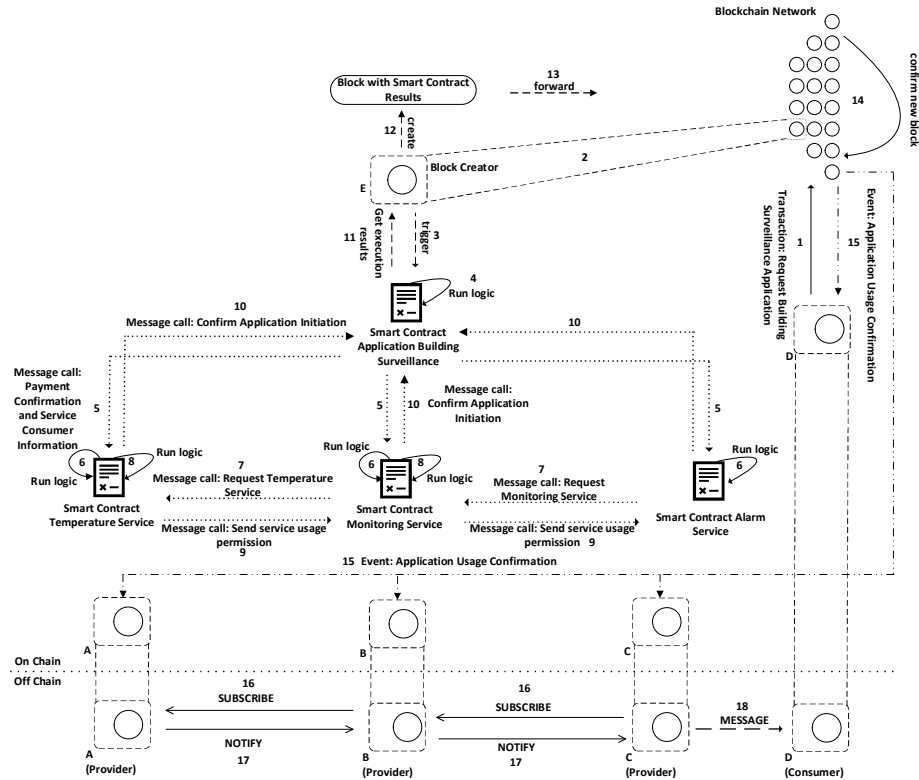 Blockchain Network
confirm new block
14
13
forward
Block with Smart Contract
Results
12
create
2
Block Creator
E
Get execution
results
11
trigger
3
Transaction: Request Building
Surveillance Application
1
15
Event: Application Usage Confirmation
4
Run logic
10
Message call: Confirm Application Initiation
Smart Contract
Application Building
Surveillance
10
D
Message call:
Payment
Confirmation
and Service
Consumer
Information
5
5
10
Message call:
Confirm Application
Initiation
5
Run logic
6
8
Run logic
Run logic
6
8
Run logic
Run logic
6
7
Message call: Request Temperature
Service
7
Message call: Request
Monitoring Service
Smart Contract
Temperature Service
Smart Contract
Monitoring Service
Smart Contract Alarm
Service
Message call: Send service usage
permission
9
Message call: Send service usage
permission 9
15 Event: Application Usage Confirmation
A
B
C
On Chain
Off Chain
16
SUBSCRIBE
16
SUBSCRIBE
18
MESSAGE
NOTIFY
17
NOTIFY
17
A
(Provider)
B
(Provider)
C
(Provider)
D
(Consumer)